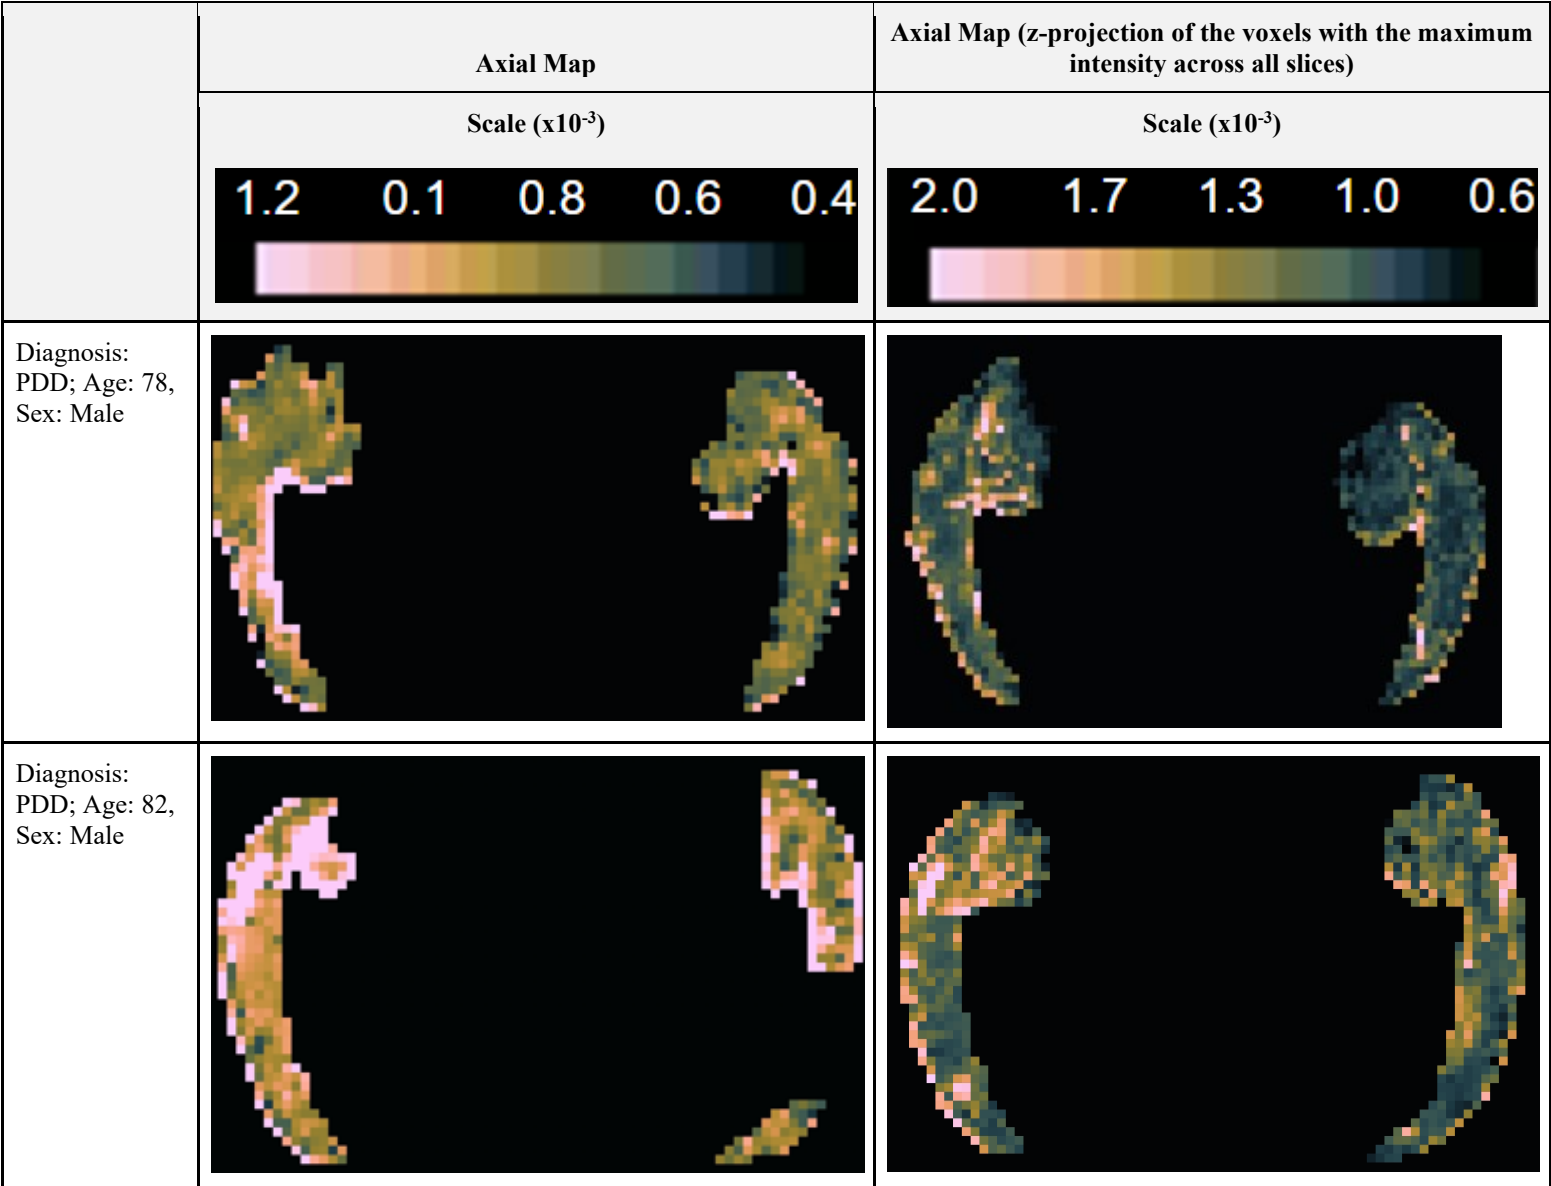 Axial Map
Axial Map (z-projection of the voxels with the maximum
intensity across all slices)
Scale (x10⁻³)
Scale (x10⁻³)
1.2 0.1 0.8 0.6 0.4
2.0 1.7 1.3 1.0 0.6
Diagnosis:
PDD; Age: 78,
Sex: Male
Diagnosis:
PDD; Age: 82,
Sex: Male